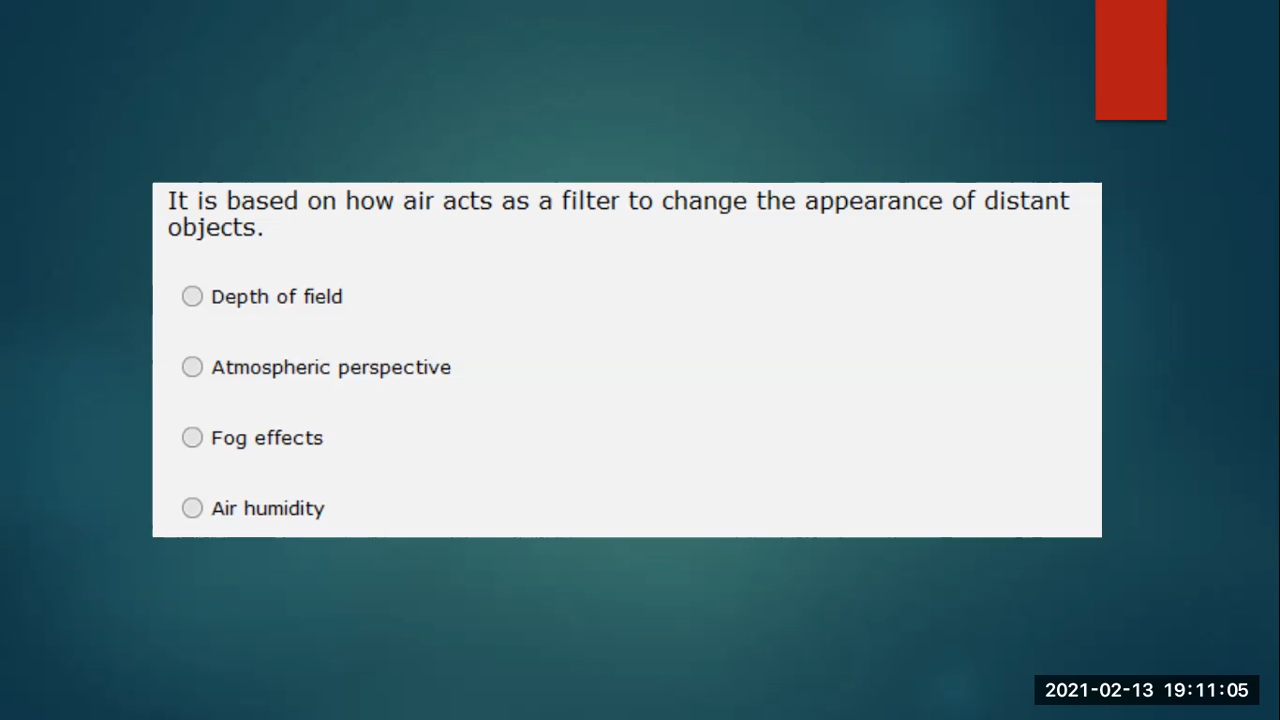 It is based on how air acts as a filter to change the appearance of distant
objects.
Depth of field
Atmospheric perspective
Fog effects
Air humidity
2021-02-13 19:11:05